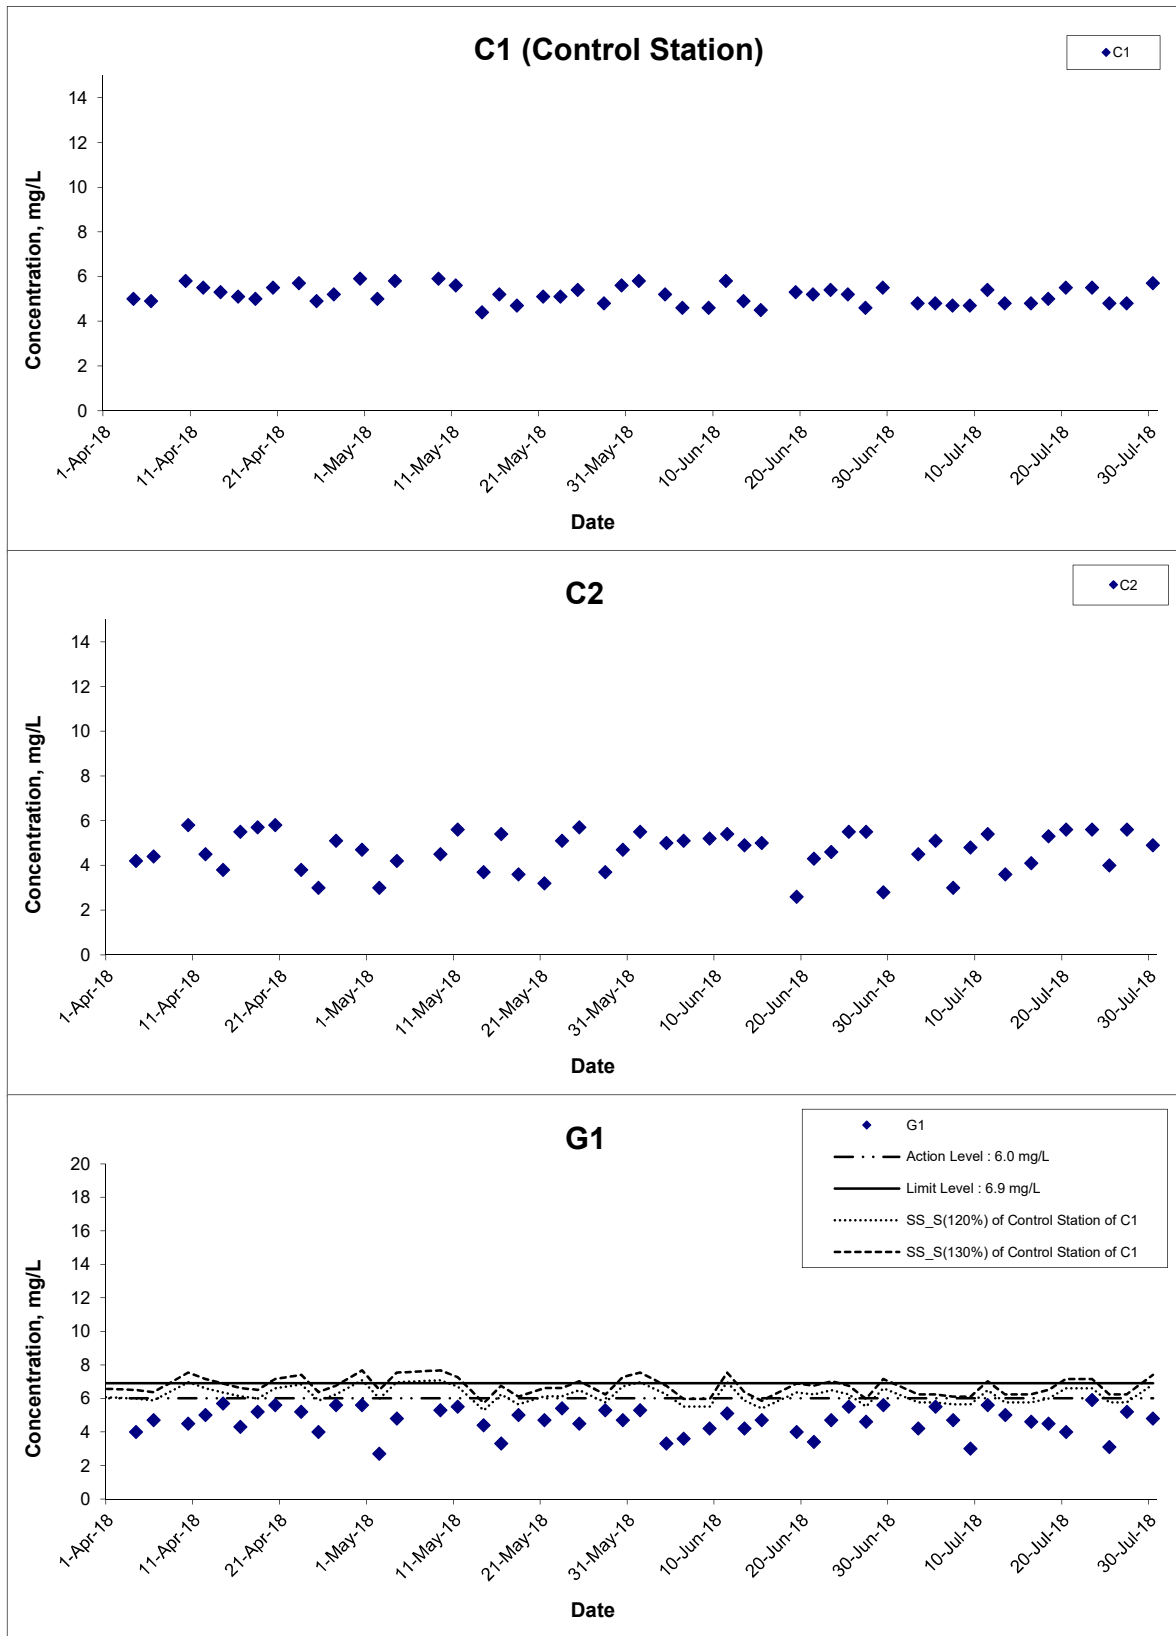 C1 (Control Station)
C1
14
12
10
8
6
4
2
0
Concentration, mg/L
1-Apr-18
11-Apr-18
21-Apr-18
1-May-18
11-May-18
21-May-18
31-May-18
10-Jun-18
20-Jun-18
30-Jun-18
10-Jul-18
20-Jul-18
30-Jul-18
Date
C2
C2
14
12
10
8
6
4
2
0
Concentration, mg/L
1-Apr-18
11-Apr-18
21-Apr-18
1-May-18
11-May-18
21-May-18
31-May-18
10-Jun-18
20-Jun-18
30-Jun-18
10-Jul-18
20-Jul-18
30-Jul-18
Date
G1
G1
Action Level : 6.0 mg/L
Limit Level : 6.9 mg/L
SS_S(120%) of Control Station of C1
SS_S(130%) of Control Station of C1
20
18
16
14
12
10
8
6
4
2
0
Concentration, mg/L
1-Apr-18
11-Apr-18
21-Apr-18
1-May-18
11-May-18
21-May-18
31-May-18
10-Jun-18
20-Jun-18
30-Jun-18
10-Jul-18
20-Jul-18
30-Jul-18
Date